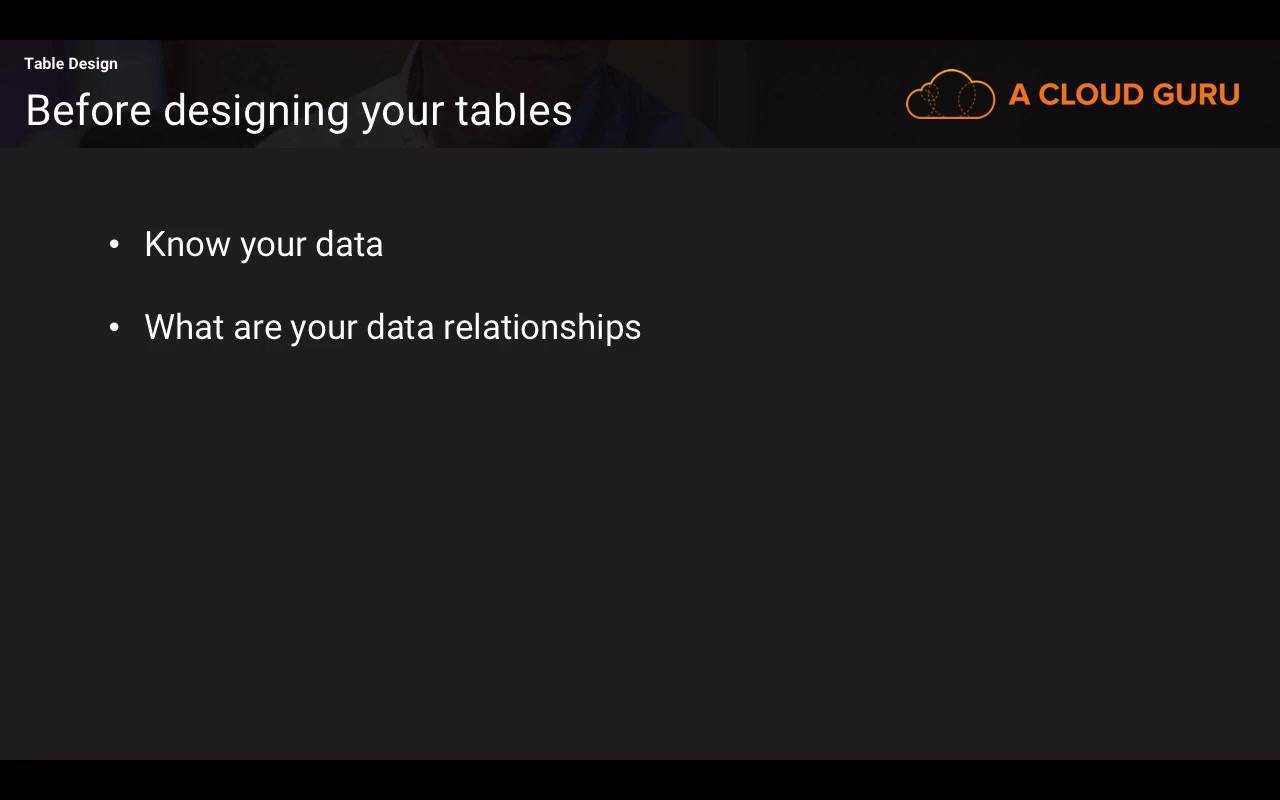 Table Design
Before designing your tables
A CLOUD GURU
• Know your data
• What are your data relationships